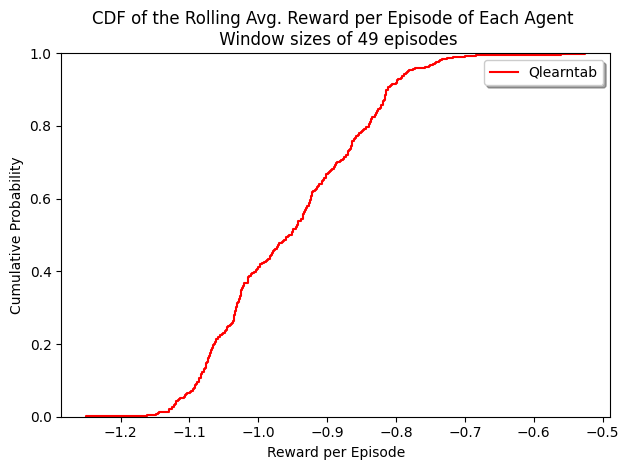 CDF of the Rolling Avg. Reward per Episode of Each Agent
Window sizes of 49 episodes
Qlearntab
1.0
0.8
0.6
0.4
0.2
0.0
Cumulative Probability
−1.2
−1.1
−1.0
−0.9
−0.8
−0.7
−0.6
−0.5
Reward per Episode